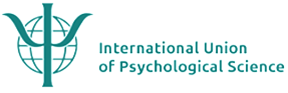 International Union
of Psychological Science